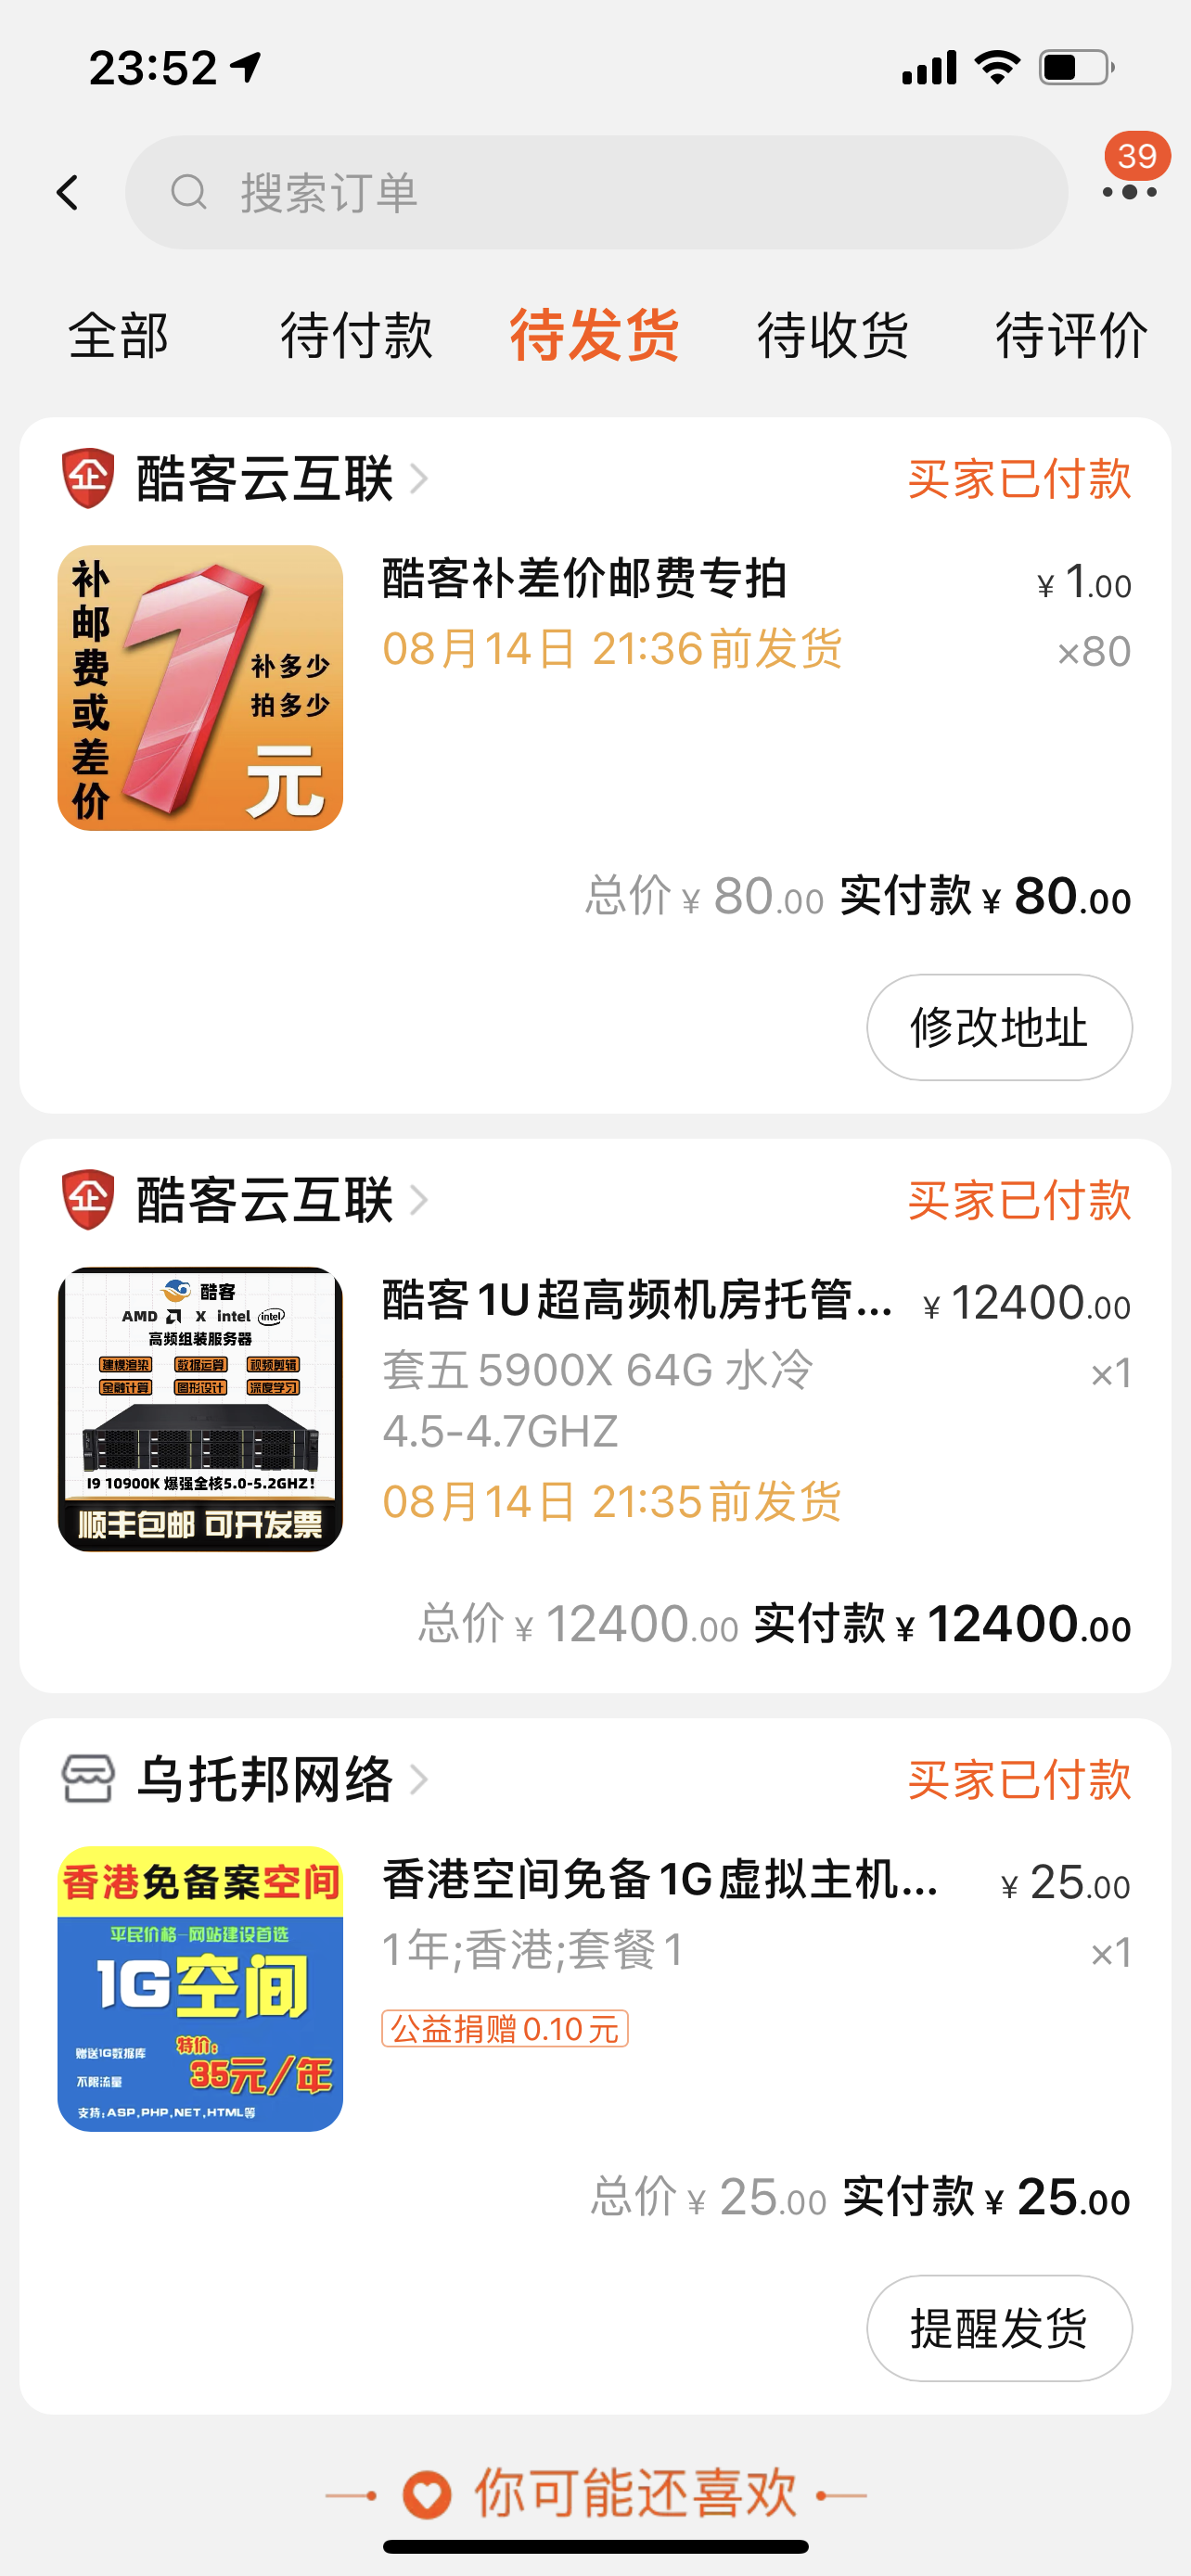 23:52
搜索订单
39
全部 待付款 待发货 待收货 待评价
企 酷客云互联 买家已付款
补邮费或差价
补多少
拍多少
元
酷客补差价邮费专拍 ¥ 1.00
08月14日 21:36前发货 ×80
总价 ¥ 80.00 实付款 ¥ 80.00
修改地址
企 酷客云互联 买家已付款
酷客
AMD X intel intel
高频组装服务器
建模渲染 数据运算 视频剪辑
金融计算 图形设计 深度学习
I9 10900K 爆强全核5.0-5.2GHZ!
顺丰包邮 可开发票
酷客1U超高频机房托管... ¥ 12400.00
套五 5900X 64G 水冷 ×1
4.5-4.7GHZ
08月14日 21:35前发货
总价 ¥ 12400.00 实付款 ¥ 12400.00
乌托邦网络 买家已付款
香港免备案空间
平民价格-网站建设首选
1G空间
赠送1G数据库
特价:
35元/年
不限流量
支持:ASP,PHP,NET,HTML等
香港空间免备1G虚拟主机... ¥ 25.00
1年;香港;套餐1 ×1
公益捐赠0.10元
总价 ¥ 25.00 实付款 ¥ 25.00
提醒发货
你可能还喜欢